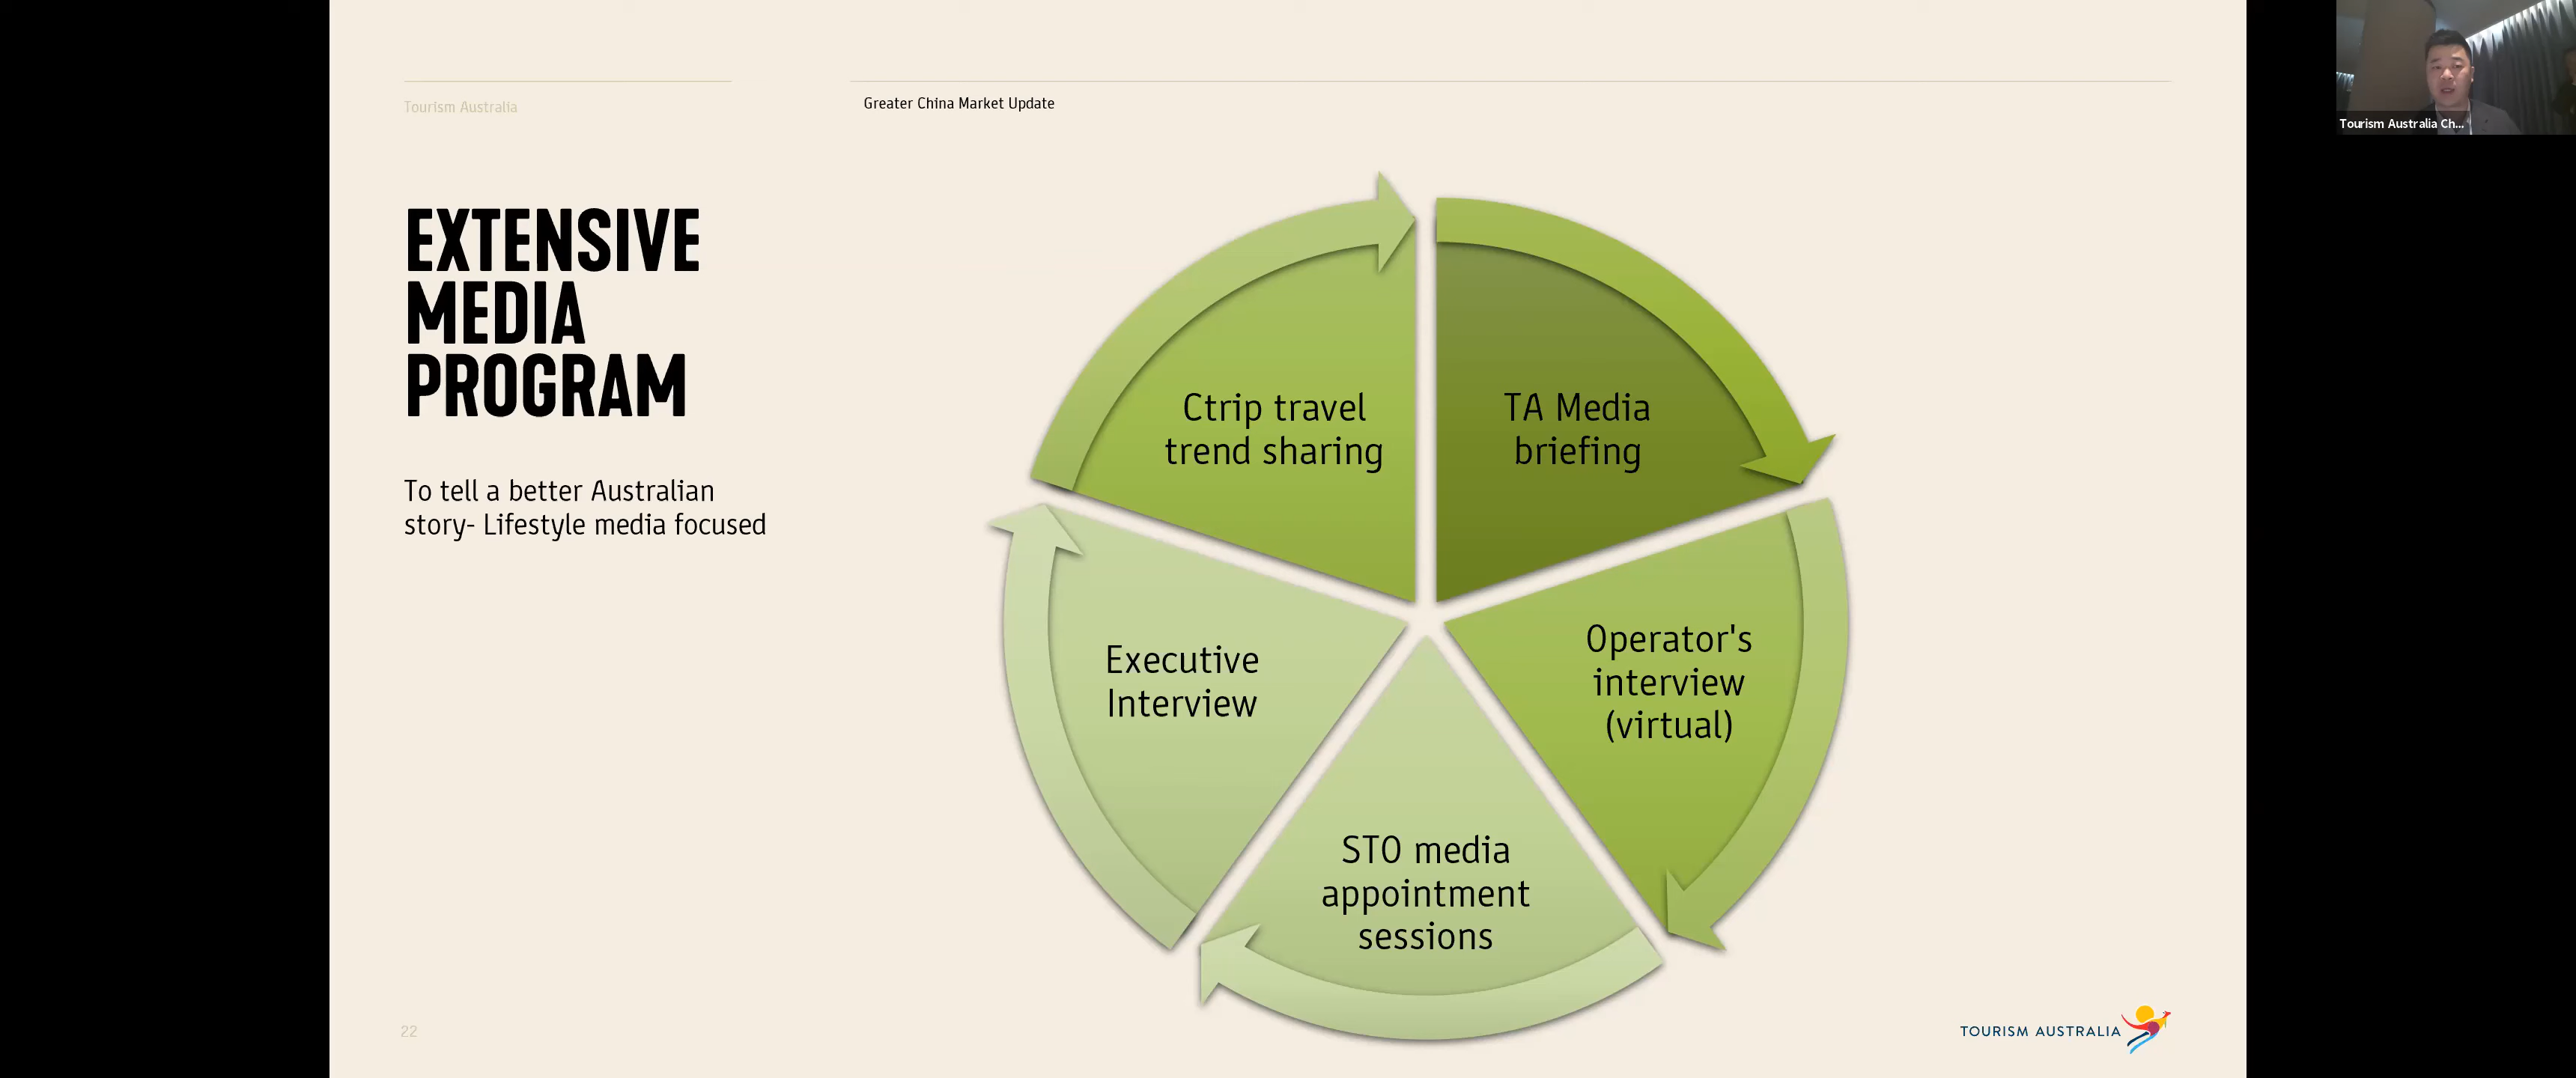 Tourism Australia
Greater China Market Update
EXTENSIVE
MEDIA
PROGRAM
To tell a better Australian
story- Lifestyle media focused
Ctrip travel
trend sharing
TA Media
briefing
Operator's
interview
(virtual)
STO media
appointment
sessions
Executive
Interview
22
TOURISM AUSTRALIA
Tourism Australia Ch...